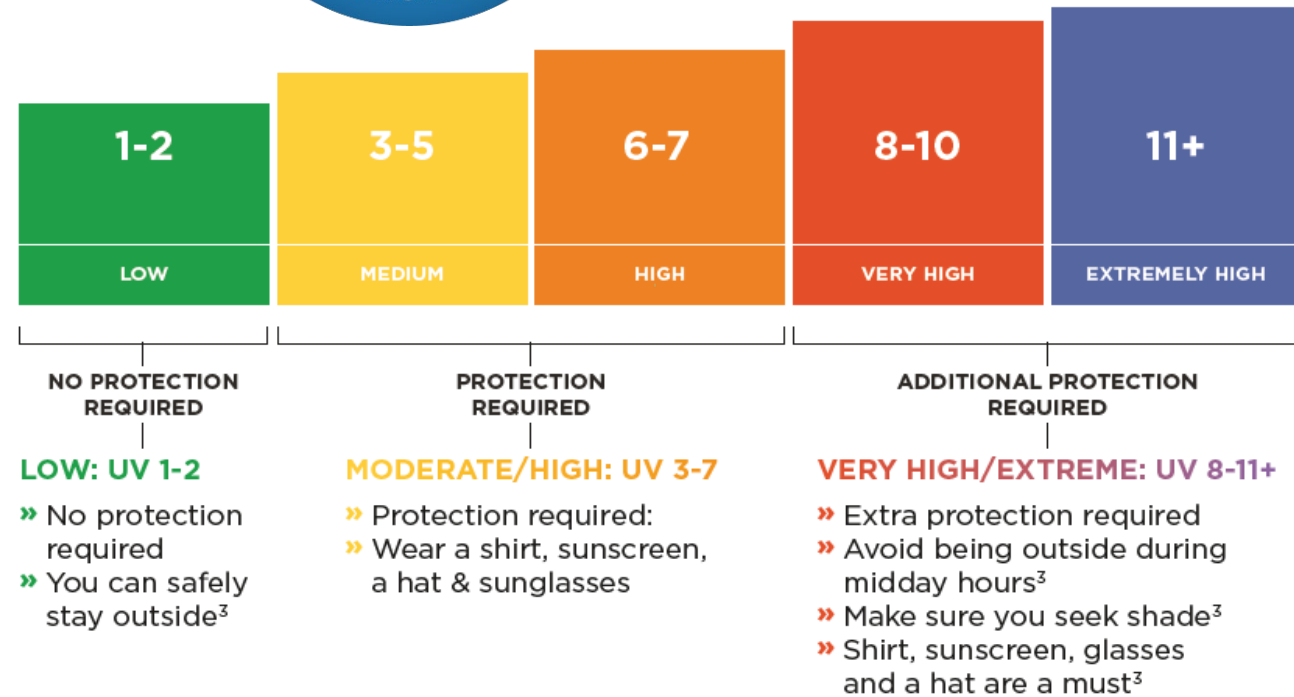 1-2
3-5
6-7
8-10
11+
LOW
MEDIUM
HIGH
VERY HIGH
EXTREMELY HIGH
NO PROTECTION
REQUIRED
PROTECTION
REQUIRED
ADDITIONAL PROTECTION
REQUIRED
LOW: UV 1-2
» No protection
required
» You can safely
stay outside³
MODERATE/HIGH: UV 3-7
» Protection required:
» Wear a shirt, sunscreen,
a hat & sunglasses
VERY HIGH/EXTREME: UV 8-11+
» Extra protection required
» Avoid being outside during
midday hours³
» Make sure you seek shade³
» Shirt, sunscreen, glasses
and a hat are a must³